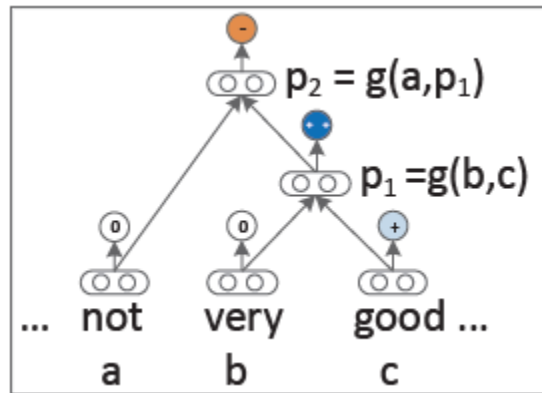 -
p₂ = g(a,p₁)
+ +
p₁ =g(b,c)
0 0 +
... not very good ...
a b c